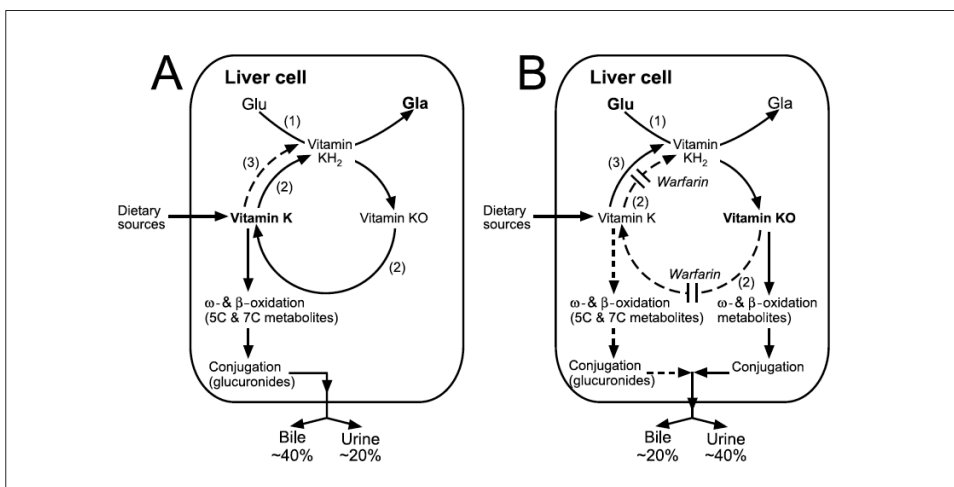 A
Liver cell
Glu
Gla
(1)
Vitamin
KH₂
(3)
(2)
Dietary
sources
Vitamin K
Vitamin KO
(2)
ω-& β-oxidation
(5C & 7C metabolites)
Conjugation
(glucuronides)
Bile
~40%
Urine
~20%
B
Liver cell
Glu
Gla
(1)
Vitamin
KH₂
(3)
Warfarin
(2)
Dietary
sources
Vitamin K
Vitamin KO
Warfarin
(2)
ω-& β-oxidation
(5C & 7C metabolites)
ω-& β-oxidation
metabolites)
Conjugation
(glucuronides)
Conjugation
Bile
~20%
Urine
~40%